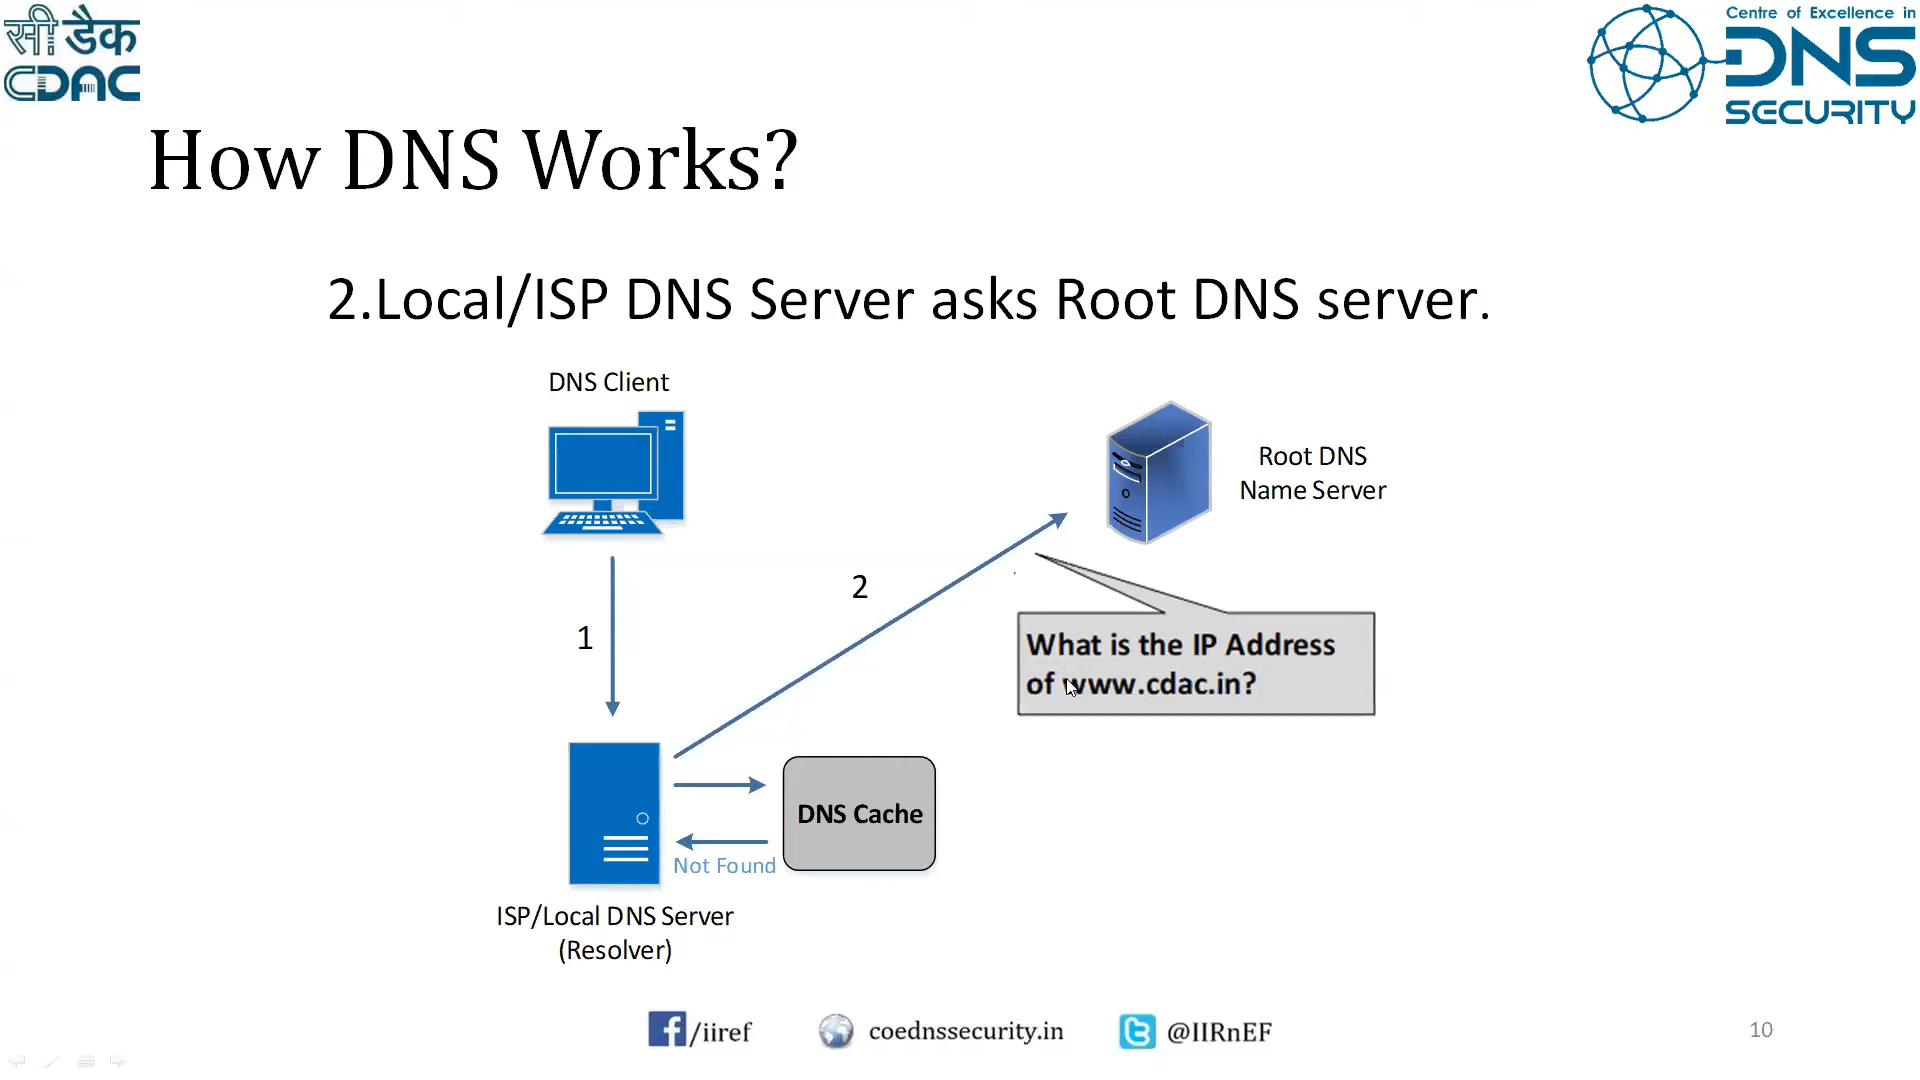 सी डैक
CDAC
Centre of Excellence in
DNS
SECURITY
How DNS Works?
2.Local/ISP DNS Server asks Root DNS server.
DNS Client
Root DNS
Name Server
2
1
What is the IP Address
of www.cdac.in?
DNS Cache
Not Found
ISP/Local DNS Server
(Resolver)
/iiref
coednssecurity.in
@IIRnEF
10